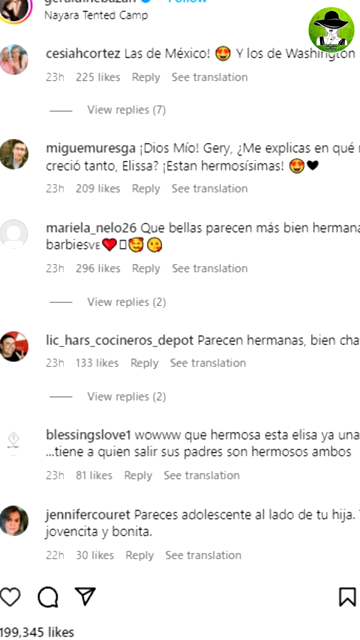 Nayara Tented Camp
cesiahcortez Las de México! 😍 Y los de Washington
23h 225 likes Reply See translation
View replies (7)
miguemuresga ¡Dios Mío! Gery, ¿Me explicas en qué
creció tanto, Elissa? ¡Estan hermosísimas! 😍🖤
23h 209 likes Reply See translation
mariela_nelo26 Que bellas parecen más bien hermana
barbiesvᴇ❤️🥰😋
23h 296 likes Reply See translation
View replies (2)
lic_hars_cocineros_depot Parecen hermanas, bien cha
23h 133 likes Reply See translation
View replies (2)
blessingslove1 wowww que hermosa esta elisa ya una
...tiene a quien salir sus padres son hermosos ambos
23h 81 likes Reply See translation
jennifercouret Pareces adolescente al lado de tu hija.
jovencita y bonita.
22h 30 likes Reply See translation
199,345 likes